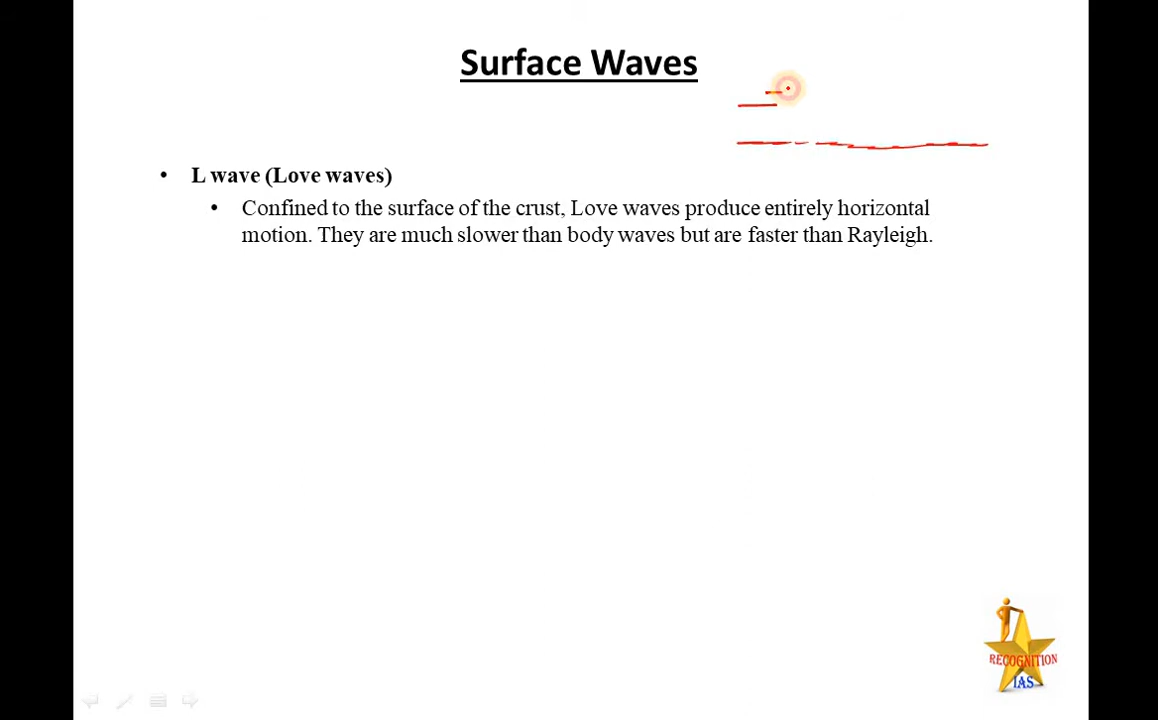 Surface Waves
• L wave (Love waves)
• Confined to the surface of the crust, Love waves produce entirely horizontal
motion. They are much slower than body waves but are faster than Rayleigh.
RECOGNITION
IAS